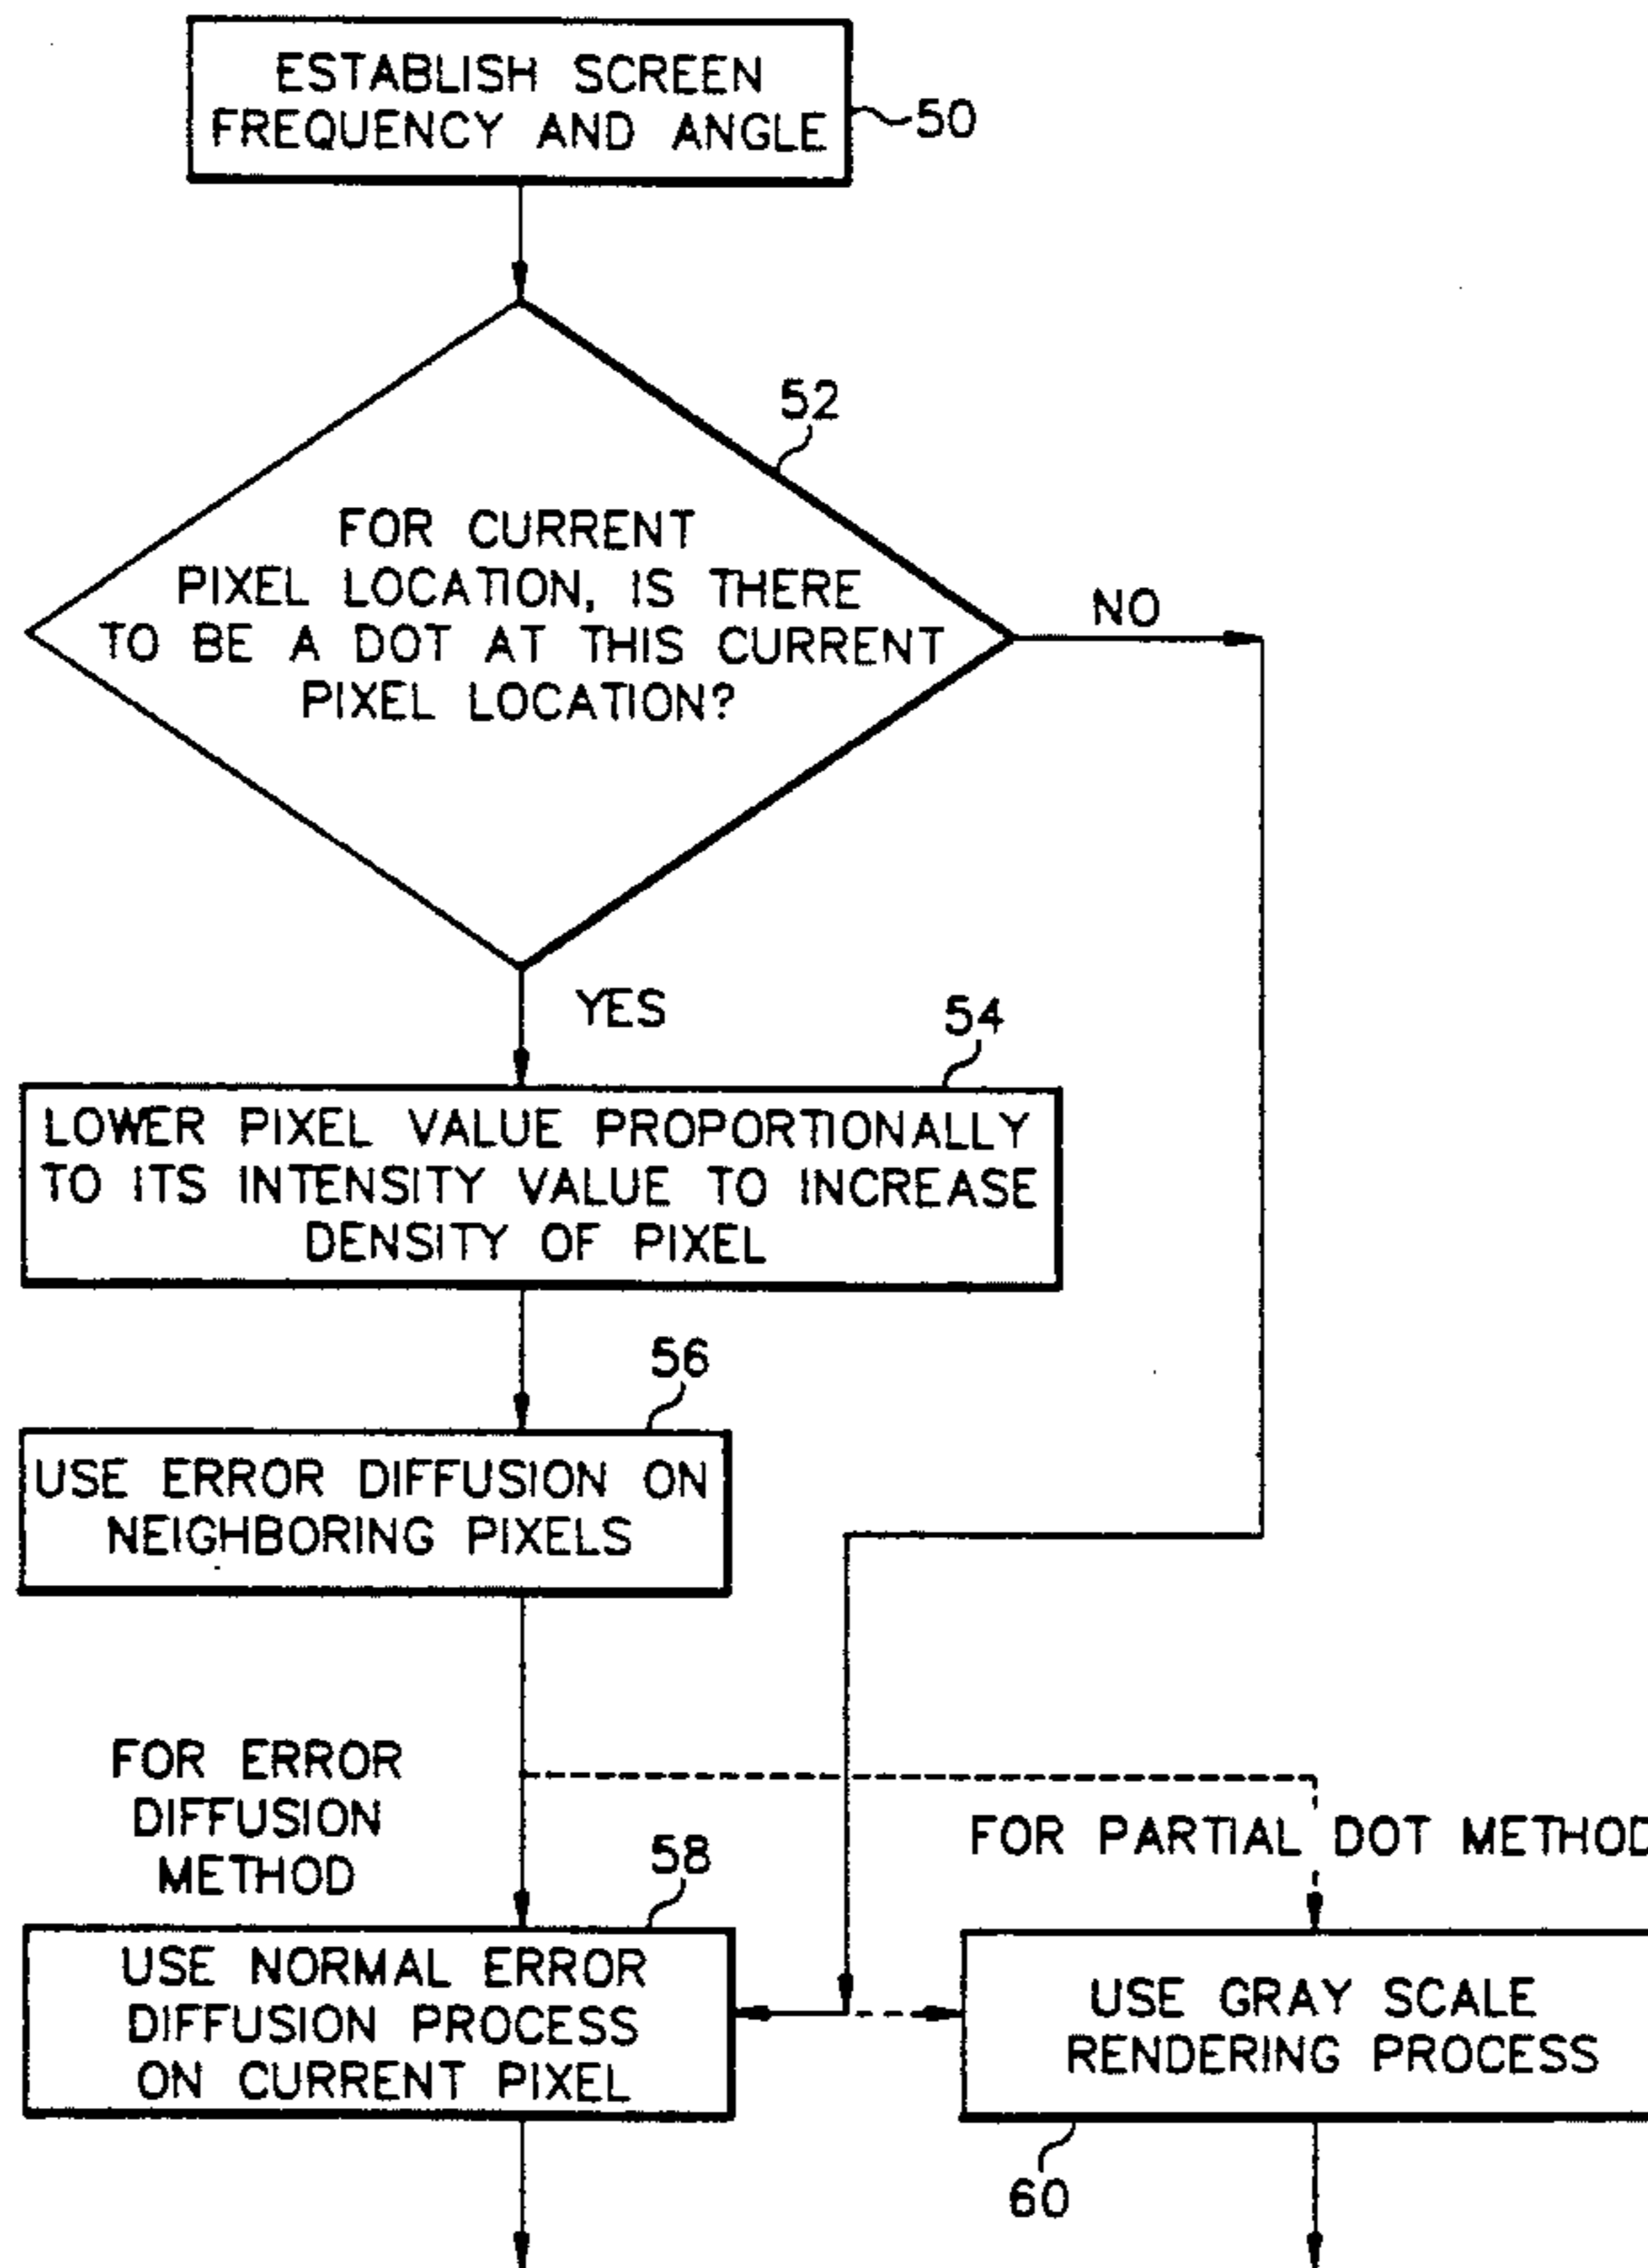 ESTABLISH SCREEN
FREQUENCY AND ANGLE
50
52
FOR CURRENT
PIXEL LOCATION, IS THERE
TO BE A DOT AT THIS CURRENT
PIXEL LOCATION?
NO
YES
54
LOWER PIXEL VALUE PROPORTIONALLY
TO ITS INTENSITY VALUE TO INCREASE
DENSITY OF PIXEL
56
USE ERROR DIFFUSION ON
NEIGHBORING PIXELS
FOR ERROR
DIFFUSION
METHOD
FOR PARTIAL DOT METHOD
58
USE NORMAL ERROR
DIFFUSION PROCESS
ON CURRENT PIXEL
USE GRAY SCALE
RENDERING PROCESS
60